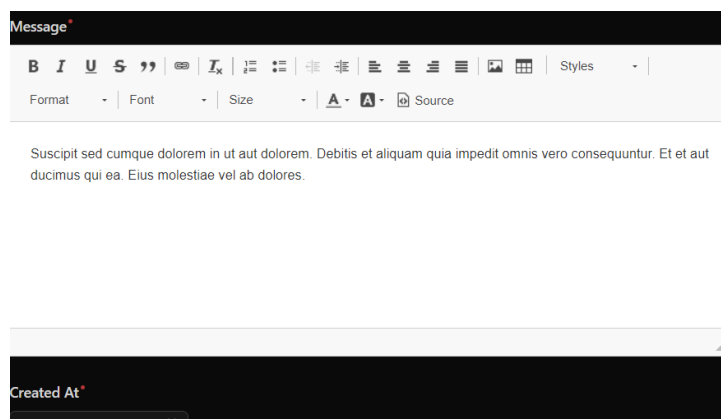 Message*
B I U S Ix
Styles
Format Font Size A A Source
Suscipit sed cumque dolorem in ut aut dolorem. Debitis et aliquam quia impedit omnis vero consequuntur. Et et aut
ducimus qui ea. Eius molestiae vel ab dolores.
Created At*